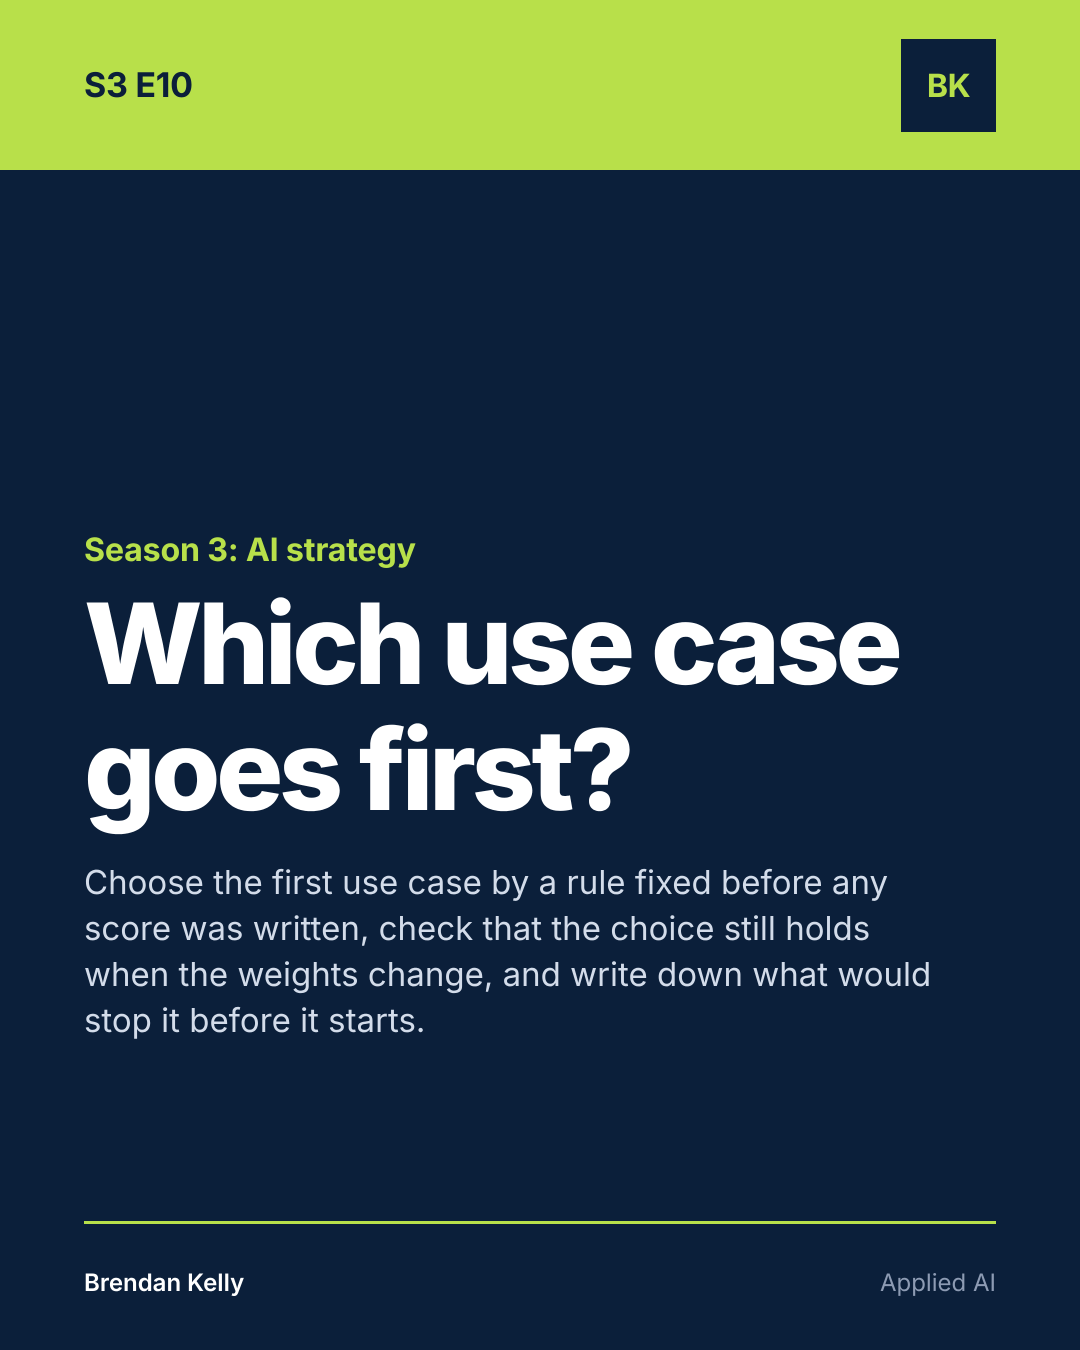 S3 E10
BK
Season 3: AI strategy
Which use case
goes first?
Choose the first use case by a rule fixed before any
score was written, check that the choice still holds
when the weights change, and write down what would
stop it before it starts.
Brendan Kelly
Applied AI